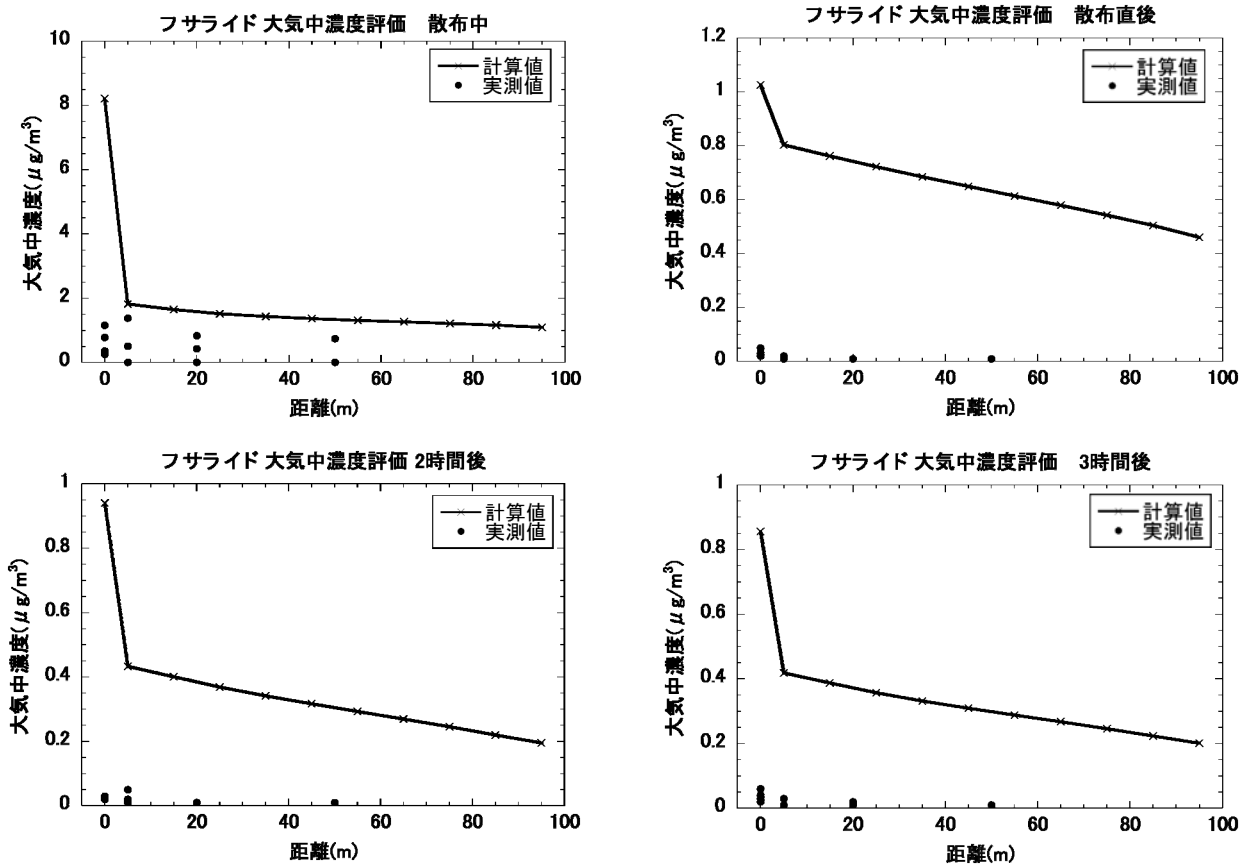 フサライド 大気中濃度評価　散布中
大気中濃度(μg/m³)
10
8
6
4
2
0
計算値
実測値
0 20 40 60 80 100
距離(m)
フサライド 大気中濃度評価　散布直後
大気中濃度(μg/m³)
1.2
1
0.8
0.6
0.4
0.2
0
計算値
実測値
0 20 40 60 80 100
距離(m)
フサライド 大気中濃度評価 2時間後
大気中濃度(μg/m³)
1
0.8
0.6
0.4
0.2
0
計算値
実測値
0 20 40 60 80 100
距離(m)
フサライド 大気中濃度評価　3時間後
大気中濃度(μg/m³)
1
0.8
0.6
0.4
0.2
0
計算値
実測値
0 20 40 60 80 100
距離(m)